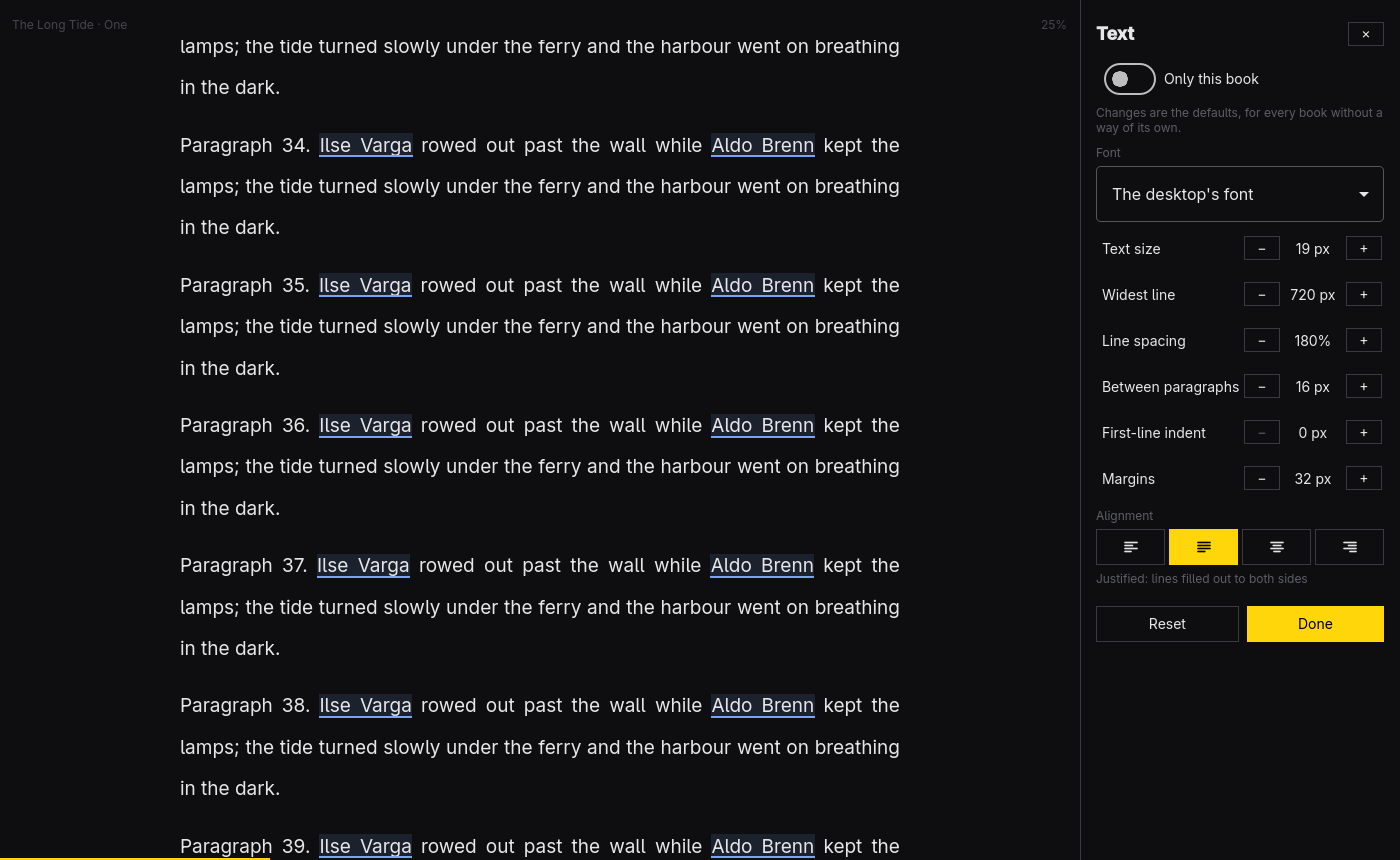 The Long Tide · One
25%
lamps; the tide turned slowly under the ferry and the harbour went on breathing
in the dark.
Paragraph 34. Ilse Varga rowed out past the wall while Aldo Brenn kept the
lamps; the tide turned slowly under the ferry and the harbour went on breathing
in the dark.
Paragraph 35. Ilse Varga rowed out past the wall while Aldo Brenn kept the
lamps; the tide turned slowly under the ferry and the harbour went on breathing
in the dark.
Paragraph 36. Ilse Varga rowed out past the wall while Aldo Brenn kept the
lamps; the tide turned slowly under the ferry and the harbour went on breathing
in the dark.
Paragraph 37. Ilse Varga rowed out past the wall while Aldo Brenn kept the
lamps; the tide turned slowly under the ferry and the harbour went on breathing
in the dark.
Paragraph 38. Ilse Varga rowed out past the wall while Aldo Brenn kept the
lamps; the tide turned slowly under the ferry and the harbour went on breathing
in the dark.
Paragraph 39. Ilse Varga rowed out past the wall while Aldo Brenn kept the
Text ×
Only this book
Changes are the defaults, for every book without a
way of its own.
Font
The desktop's font
Text size − 19 px +
Widest line − 720 px +
Line spacing − 180% +
Between paragraphs − 16 px +
First-line indent − 0 px +
Margins − 32 px +
Alignment
Justified: lines filled out to both sides
Reset Done